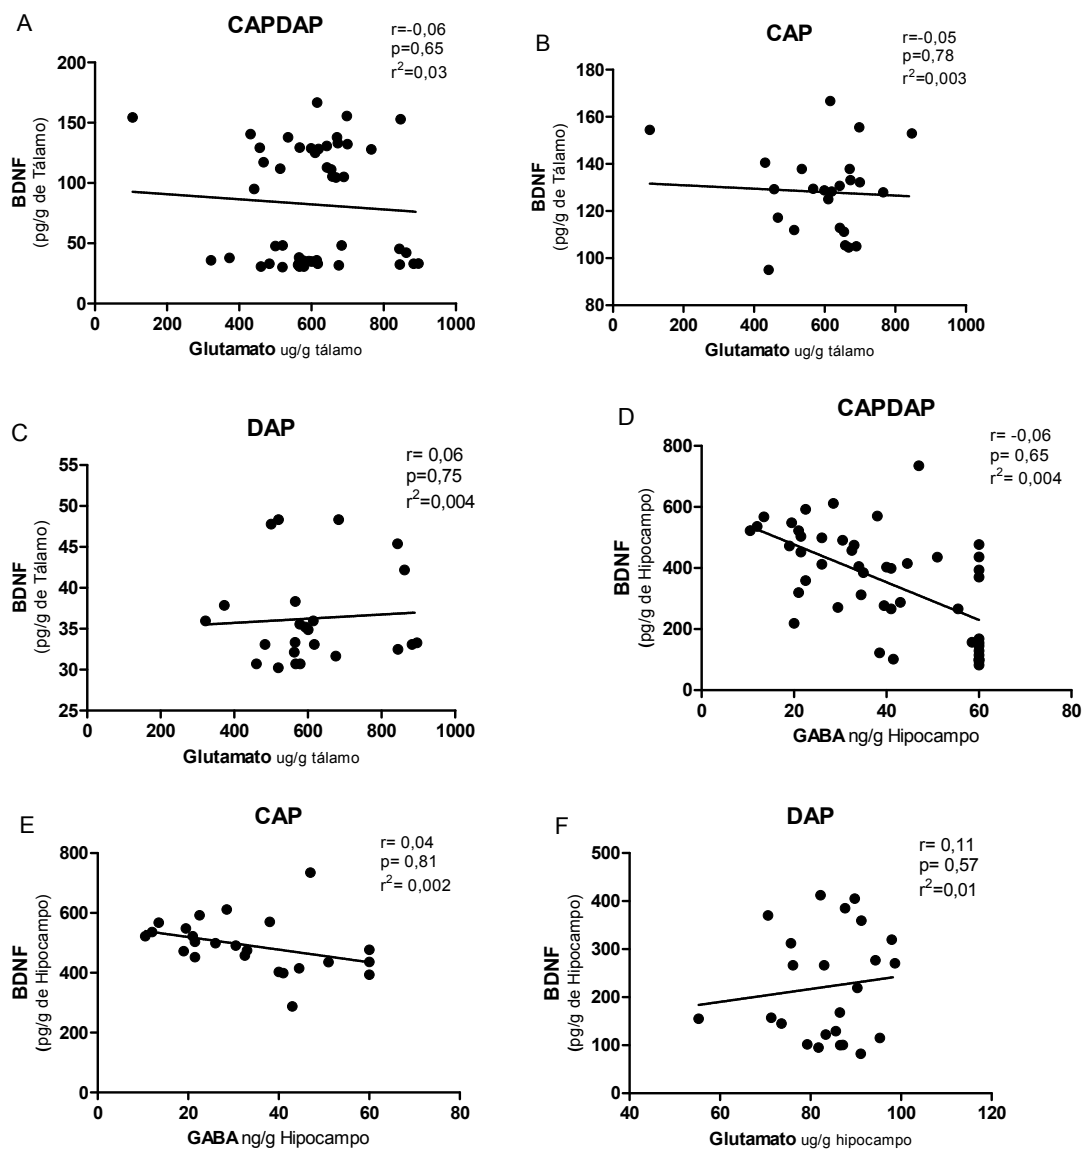 A
CAPDAP
r=-0,06
p=0,65
r²=0,03
200
150
100
50
0
BDNF
(pg/g de Tálamo)
0 200 400 600 800 1000
Glutamato ug/g tálamo
B
CAP
r=-0,05
p=0,78
r²=0,003
180
160
140
120
100
80
BDNF
(pg/g de Tálamo)
0 200 400 600 800 1000
Glutamato ug/g tálamo
C
DAP
r= 0,06
p=0,75
r²=0,004
55
50
45
40
35
30
25
BDNF
(pg/g de Tálamo)
0 200 400 600 800 1000
Glutamato ug/g tálamo
D
CAPDAP
r= -0,06
p= 0,65
r²= 0,004
800
600
400
200
0
BDNF
(pg/g de Hipocampo)
0 20 40 60 80
GABA ng/g Hipocampo
E
CAP
r= 0,04
p= 0,81
r²= 0,002
800
600
400
200
0
BDNF
(pg/g de Hipocampo)
0 20 40 60 80
GABA ng/g Hipocampo
F
DAP
r= 0,11
p= 0,57
r²=0,01
500
400
300
200
100
0
BDNF
(pg/g de Hipocampo)
40 60 80 100 120
Glutamato ug/g hipocampo